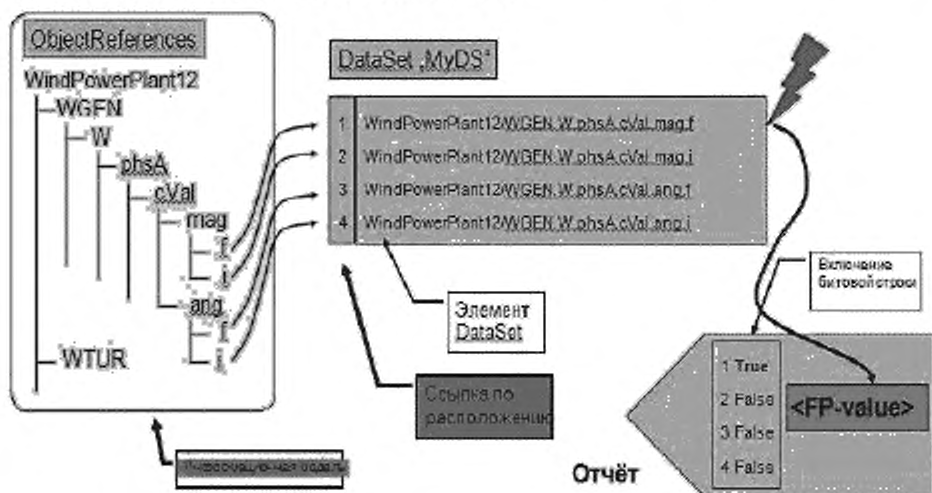 ObjectReferences
WindPowerPlant12
WGEN
W
phsA
cVal
mag
f
i
ang
f
i
WTUR
Информационная модель
DataSet „MyDS“
1 WindPowerPlant12/WGEN.W.phsA.cVal.mag.f
2 WindPowerPlant12/WGEN.W.phsA.cVal.mag.i
3 WindPowerPlant12/WGEN.W.phsA.cVal.ang.f
4 WindPowerPlant12/WGEN.W.phsA.cVal.ang.i
Элемент
DataSet
Ссылка по
расположению
Включение
битовой строки
1 True
2 False
3 False
4 False
<FP-value>
Отчёт